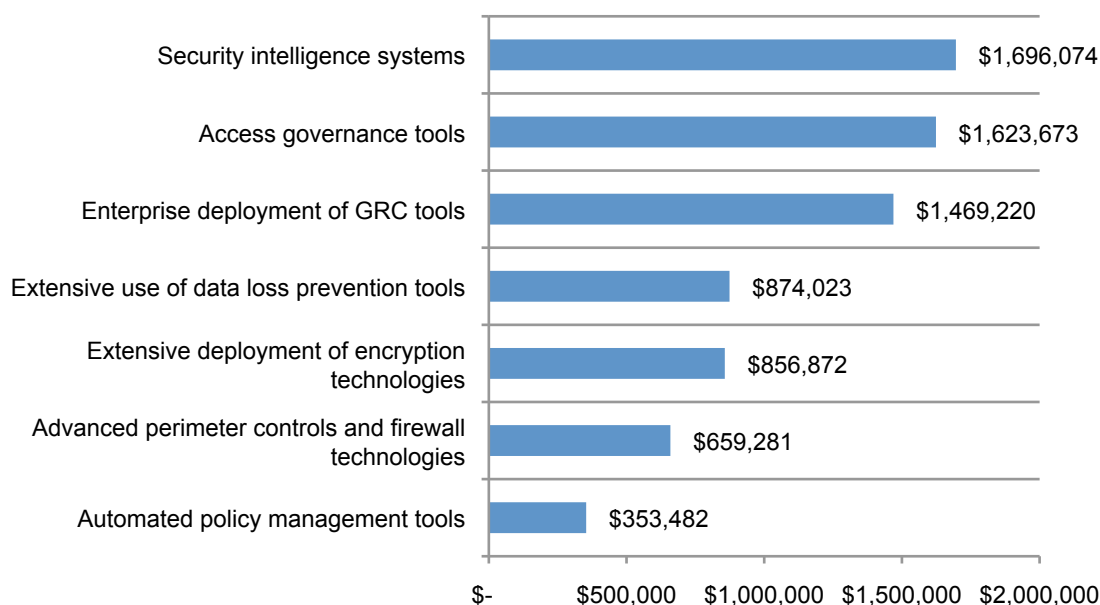 Security intelligence systems $1,696,074
Access governance tools $1,623,673
Enterprise deployment of GRC tools $1,469,220
Extensive use of data loss prevention tools $874,023
Extensive deployment of encryption
technologies $856,872
Advanced perimeter controls and firewall
technologies $659,281
Automated policy management tools $353,482
$- $500,000 $1,000,000 $1,500,000 $2,000,000